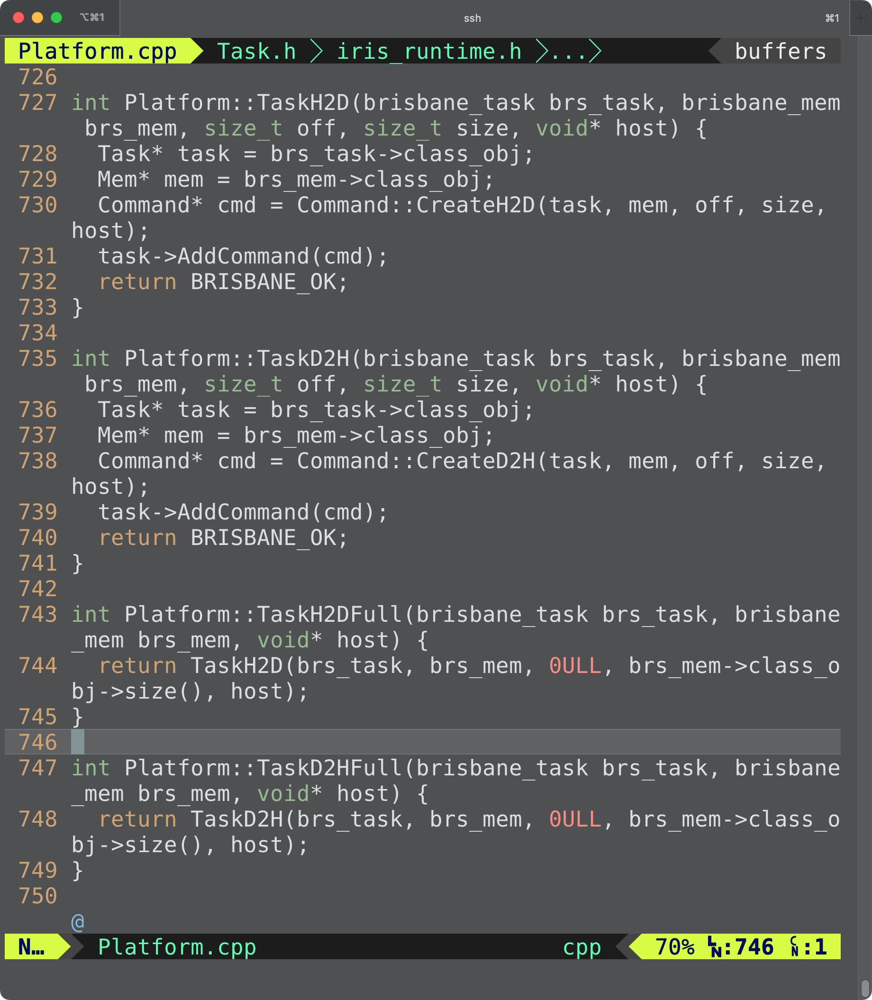 ⌥⌘1 ssh ⌘1
Platform.cpp Task.h iris_runtime.h ... buffers
726
727 int Platform::TaskH2D(brisbane_task brs_task, brisbane_mem
 brs_mem, size_t off, size_t size, void* host) {
728   Task* task = brs_task->class_obj;
729   Mem* mem = brs_mem->class_obj;
730   Command* cmd = Command::CreateH2D(task, mem, off, size,
host);
731   task->AddCommand(cmd);
732   return BRISBANE_OK;
733 }
734
735 int Platform::TaskD2H(brisbane_task brs_task, brisbane_mem
 brs_mem, size_t off, size_t size, void* host) {
736   Task* task = brs_task->class_obj;
737   Mem* mem = brs_mem->class_obj;
738   Command* cmd = Command::CreateD2H(task, mem, off, size,
host);
739   task->AddCommand(cmd);
740   return BRISBANE_OK;
741 }
742
743 int Platform::TaskH2DFull(brisbane_task brs_task, brisbane
_mem brs_mem, void* host) {
744   return TaskH2D(brs_task, brs_mem, 0ULL, brs_mem->class_o
bj->size(), host);
745 }
746
747 int Platform::TaskD2HFull(brisbane_task brs_task, brisbane
_mem brs_mem, void* host) {
748   return TaskD2H(brs_task, brs_mem, 0ULL, brs_mem->class_o
bj->size(), host);
749 }
750
@
N… Platform.cpp cpp 70% LN:746 CN:1